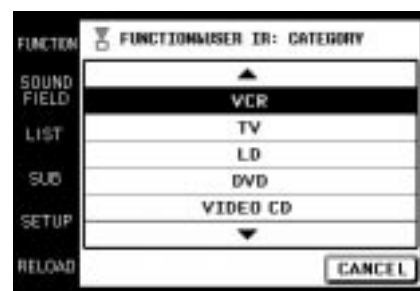 FUNCTION
SOUND
FIELD
LIST
SUB
SETUP
RELOAD
FUNCTION&USER IR: CATEGORY
VCR
TV
LD
DVD
VIDEO CD
CANCEL